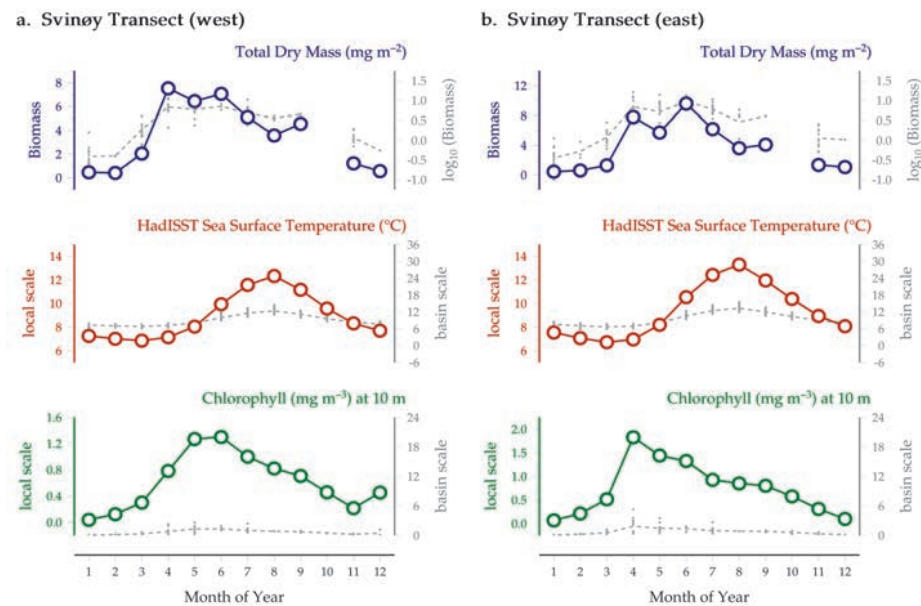 a. Svinøy Transect (west)
Total Dry Mass (mg m⁻²)
Biomass
8
6
4
2
0
1.5
1.0
0.5
0.0
-0.5
-1.0
log₁₀ (Biomass)
HadISST Sea Surface Temperature (°C)
local scale
14
12
10
8
6
36
30
24
18
12
6
0
-6
basin scale
Chlorophyll (mg m⁻³) at 10 m
local scale
1.6
1.2
0.8
0.4
0.0
24
18
12
6
0
basin scale
1 2 3 4 5 6 7 8 9 10 11 12
Month of Year
b. Svinøy Transect (east)
Total Dry Mass (mg m⁻²)
Biomass
12
8
4
0
1.5
1.0
0.5
0.0
-0.5
-1.0
log₁₀ (Biomass)
HadISST Sea Surface Temperature (°C)
local scale
14
12
10
8
6
36
30
24
18
12
6
0
-6
basin scale
Chlorophyll (mg m⁻³) at 10 m
local scale
2.0
1.5
1.0
0.5
0.0
24
18
12
6
0
basin scale
1 2 3 4 5 6 7 8 9 10 11 12
Month of Year